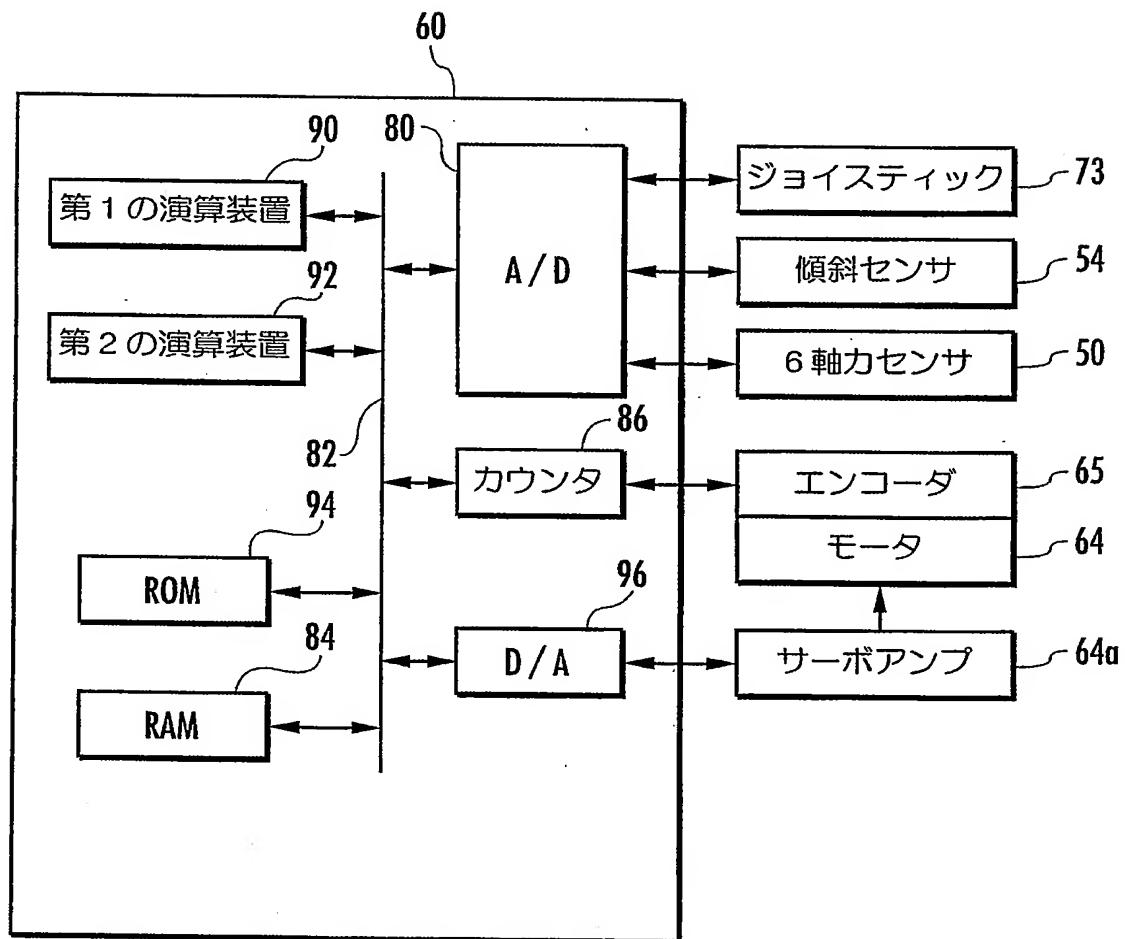 60
90
第１の演算装置
92
第２の演算装置
82
94
ROM
84
RAM
80
A/D
86
カウンタ
96
D/A
ジョイスティック
73
傾斜センサ
54
６軸力センサ
50
エンコーダ
65
モータ
64
サーボアンプ
64a